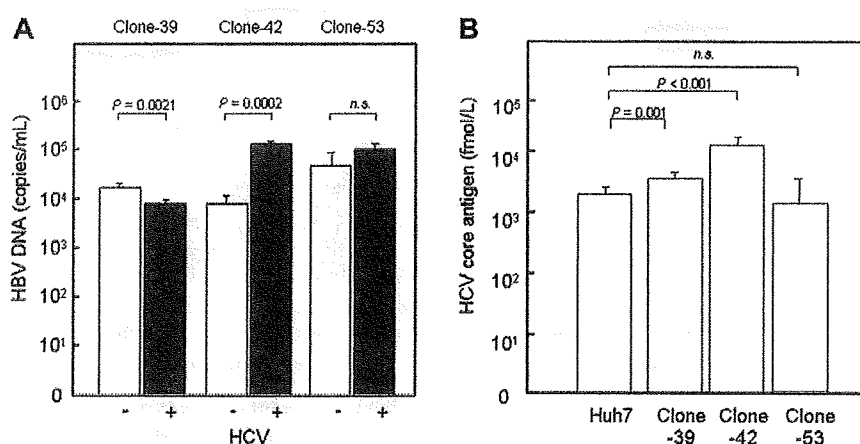 A
Clone-39 Clone-42 Clone-53
HBV DNA (copies/mL)
10⁶
10⁵
10⁴
10³
10²
10¹
0
P = 0.0021
P = 0.0002
n.s.
- + - + - +
HCV
B
HCV core antigen (fmol/L)
10⁵
10⁴
10³
10²
10¹
0
n.s.
P < 0.001
P = 0.001
Huh7 Clone Clone Clone
-39 -42 -53